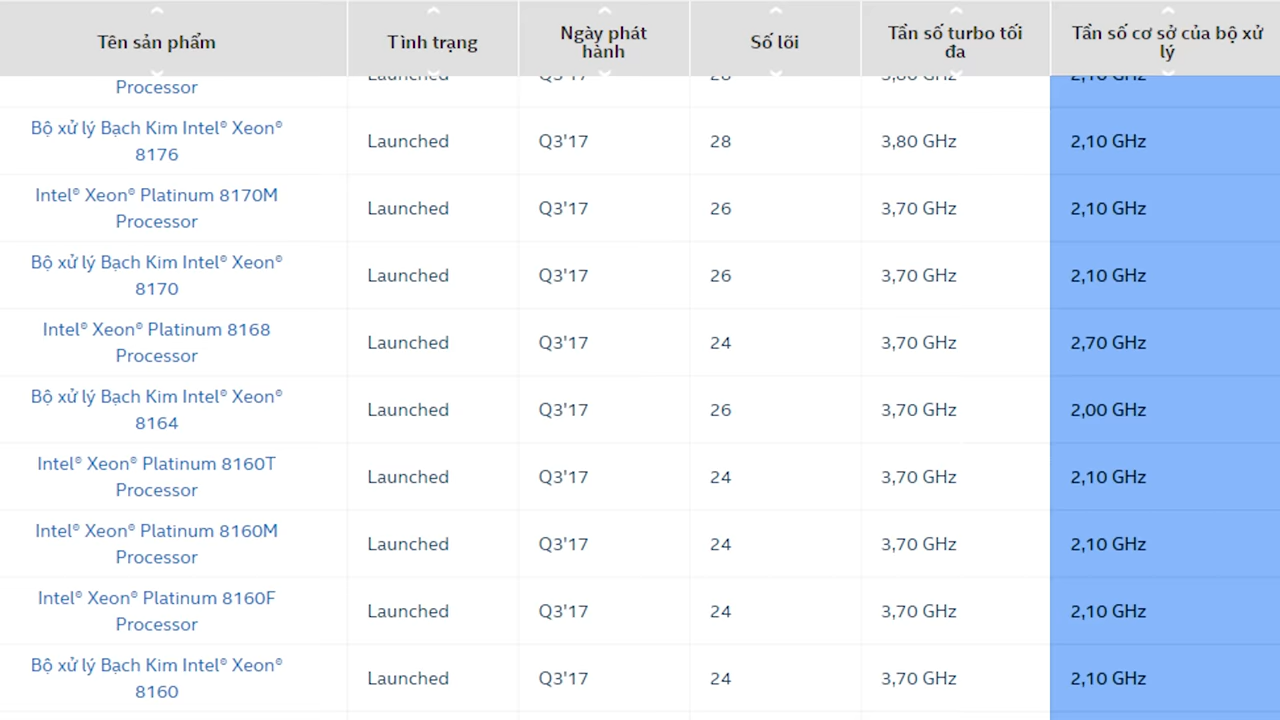 Tên sản phẩm
Tình trạng
Ngày phát
hành
Số lõi
Tần số turbo tối
đa
Tần số cơ sở của bộ xử
lý
Processor
Bộ xử lý Bạch Kim Intel® Xeon®
8176
Launched
Q3'17
28
3,80 GHz
2,10 GHz
Intel® Xeon® Platinum 8170M
Processor
Launched
Q3'17
26
3,70 GHz
2,10 GHz
Bộ xử lý Bạch Kim Intel® Xeon®
8170
Launched
Q3'17
26
3,70 GHz
2,10 GHz
Intel® Xeon® Platinum 8168
Processor
Launched
Q3'17
24
3,70 GHz
2,70 GHz
Bộ xử lý Bạch Kim Intel® Xeon®
8164
Launched
Q3'17
26
3,70 GHz
2,00 GHz
Intel® Xeon® Platinum 8160T
Processor
Launched
Q3'17
24
3,70 GHz
2,10 GHz
Intel® Xeon® Platinum 8160M
Processor
Launched
Q3'17
24
3,70 GHz
2,10 GHz
Intel® Xeon® Platinum 8160F
Processor
Launched
Q3'17
24
3,70 GHz
2,10 GHz
Bộ xử lý Bạch Kim Intel® Xeon®
8160
Launched
Q3'17
24
3,70 GHz
2,10 GHz